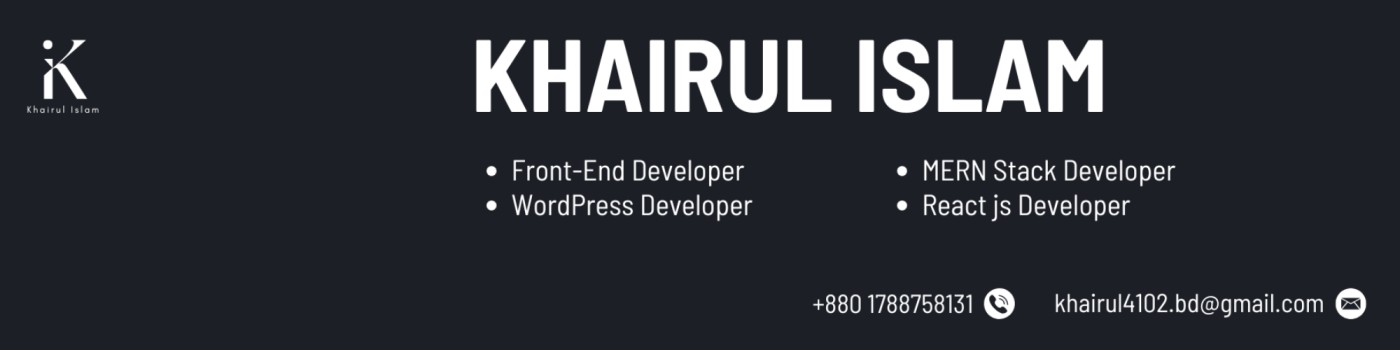 Khairul Islam
KHAIRUL ISLAM
Front-End Developer
WordPress Developer
MERN Stack Developer
React js Developer
+880 1788758131
khairul4102.bd@gmail.com